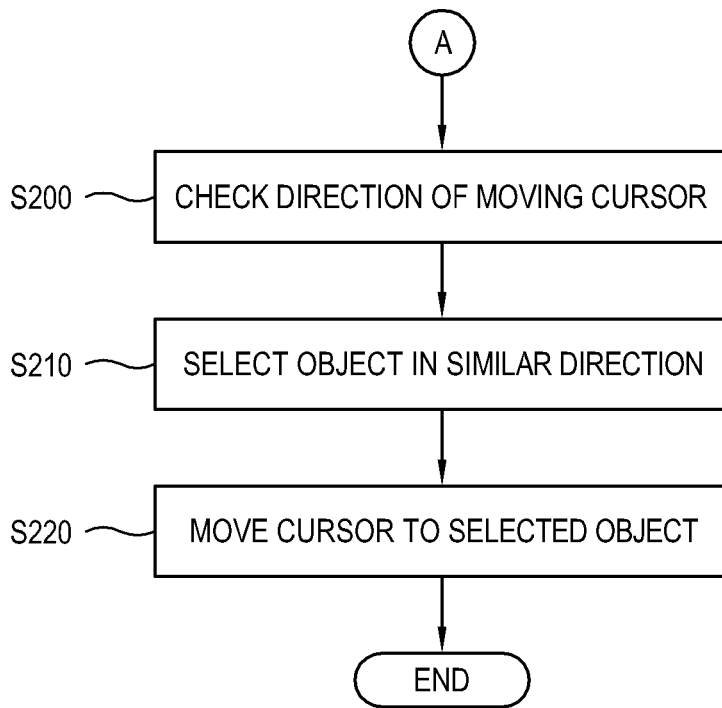 A
S200 CHECK DIRECTION OF MOVING CURSOR
S210 SELECT OBJECT IN SIMILAR DIRECTION
S220 MOVE CURSOR TO SELECTED OBJECT
END